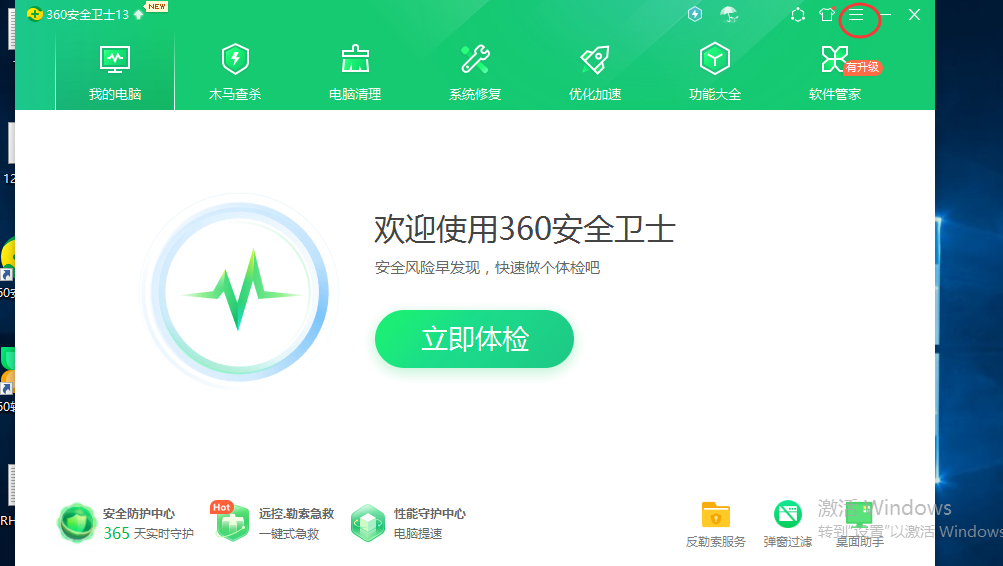 360安全卫士13
NEW
我的电脑
木马查杀
电脑清理
系统修复
优化加速
功能大全
软件管家
有升级
欢迎使用360安全卫士
安全风险早发现，快速做个体检吧
立即体检
安全防护中心
365 天实时守护
Hot
远控.勒索急救
一键式急救
性能守护中心
电脑提速
反勒索服务
弹窗过滤
桌面助手
激活 Windows
转到"设置"以激活 Windows
12
RH